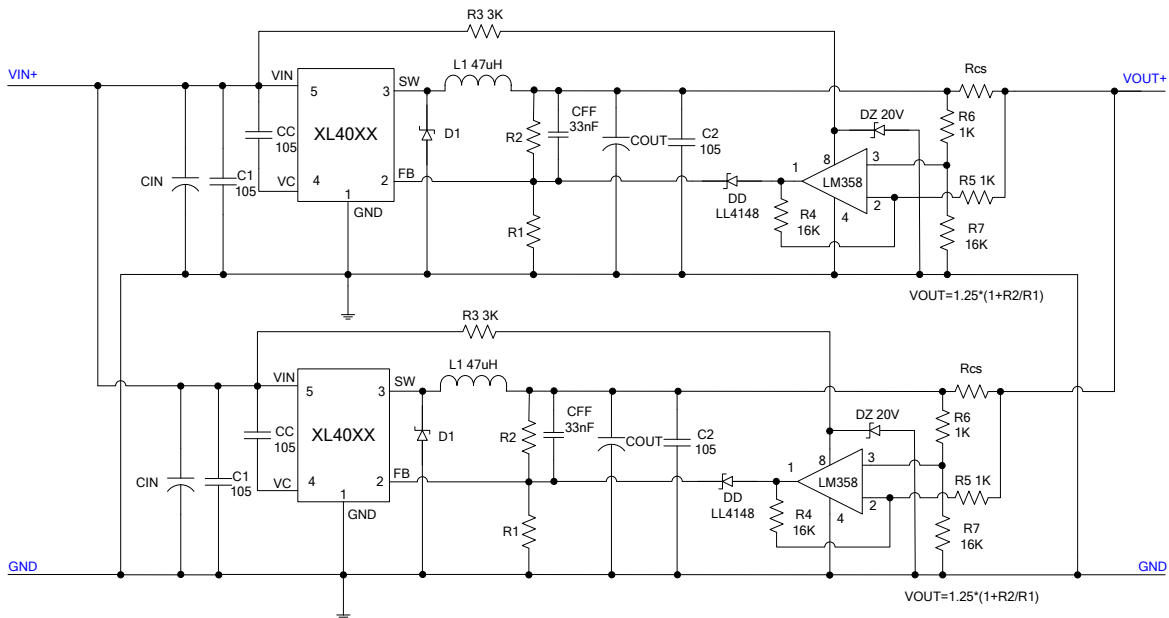 R3 3K
VIN+
VIN
5
3
SW
L1 47uH
Rcs
VOUT+
CC
105
XL40XX
D1
R2
CFF
33nF
COUT
C2
105
DZ 20V
R6
1K
CIN
C1
105
VC
4
2
FB
1
GND
DD
LL4148
1
8
3
LM358
2
4
R5 1K
R4
16K
R7
16K
R1
VOUT=1.25*(1+R2/R1)
R3 3K
VIN
5
3
SW
L1 47uH
Rcs
CC
105
XL40XX
D1
R2
CFF
33nF
COUT
C2
105
DZ 20V
R6
1K
CIN
C1
105
VC
4
2
FB
1
GND
DD
LL4148
1
8
3
LM358
2
4
R5 1K
R4
16K
R7
16K
R1
GND
GND
VOUT=1.25*(1+R2/R1)